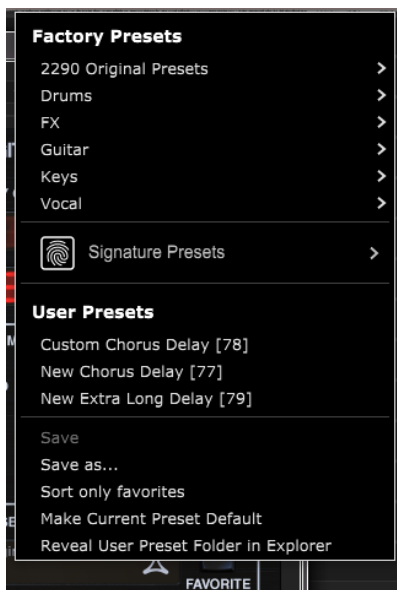 Factory Presets
2290 Original Presets
Drums
FX
Guitar
Keys
Vocal
Signature Presets
User Presets
Custom Chorus Delay [78]
New Chorus Delay [77]
New Extra Long Delay [79]
Save
Save as...
Sort only favorites
Make Current Preset Default
Reveal User Preset Folder in Explorer
FAVORITE